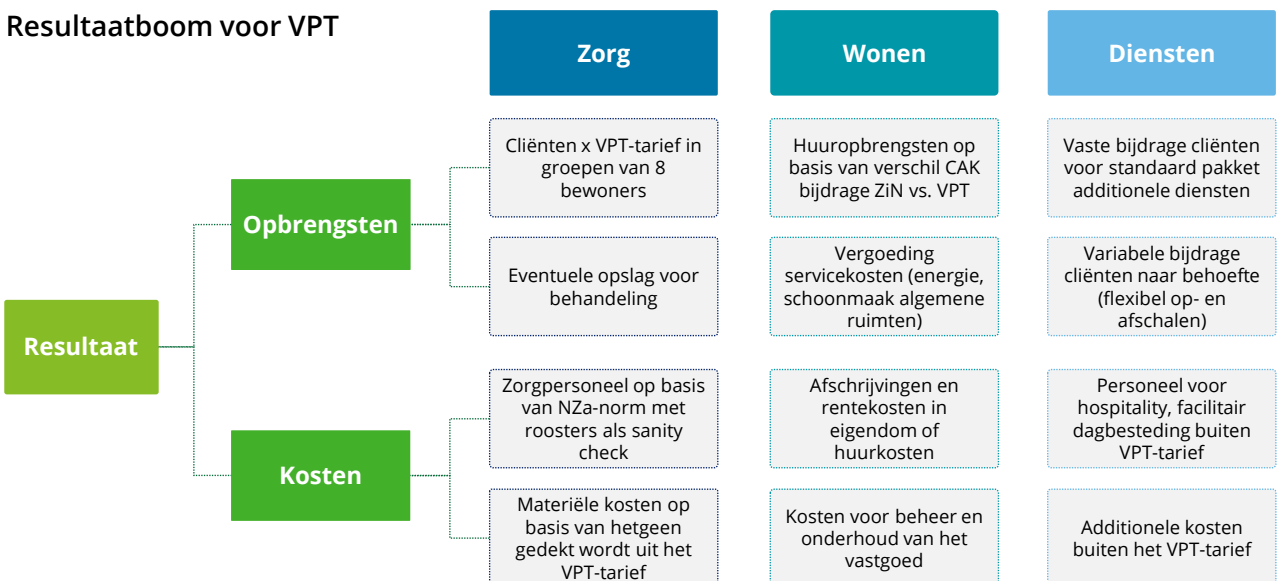 Resultaatboom voor VPT
Zorg
Wonen
Diensten
Cliënten x VPT-tarief in
groepen van 8
bewoners
Huuropbrengsten op
basis van verschil CAK
bijdrage ZiN vs. VPT
Vaste bijdrage cliënten
voor standaard pakket
additionele diensten
Opbrengsten
Eventuele opslag voor
behandeling
Vergoeding
servicekosten (energie,
schoonmaak algemene
ruimten)
Variabele bijdrage
cliënten naar behoefte
(flexibel op- en
afschalen)
Resultaat
Zorgpersoneel op basis
van NZa-norm met
roosters als sanity
check
Afschrijvingen en
rentekosten in
eigendom of
huurkosten
Personeel voor
hospitality, facilitair
dagbesteding buiten
VPT-tarief
Kosten
Materiële kosten op
basis van hetgeen
gedekt wordt uit het
VPT-tarief
Kosten voor beheer en
onderhoud van het
vastgoed
Additionele kosten
buiten het VPT-tarief